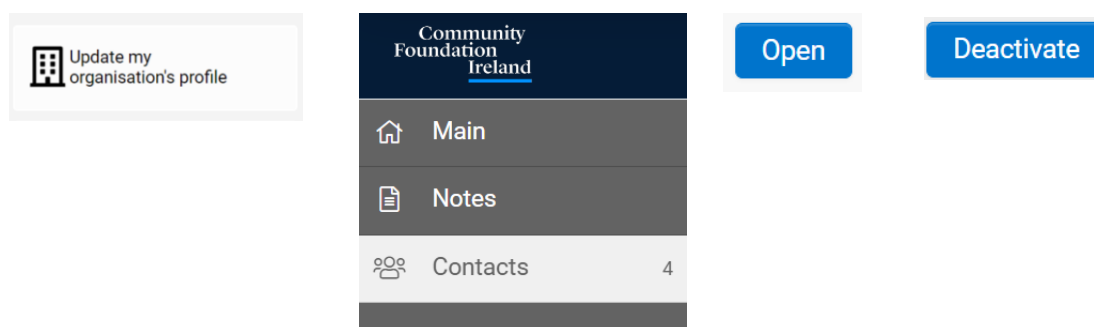 Update my
organisation's profile
Community
Foundation
Ireland
Main
Notes
Contacts 4
Open
Deactivate